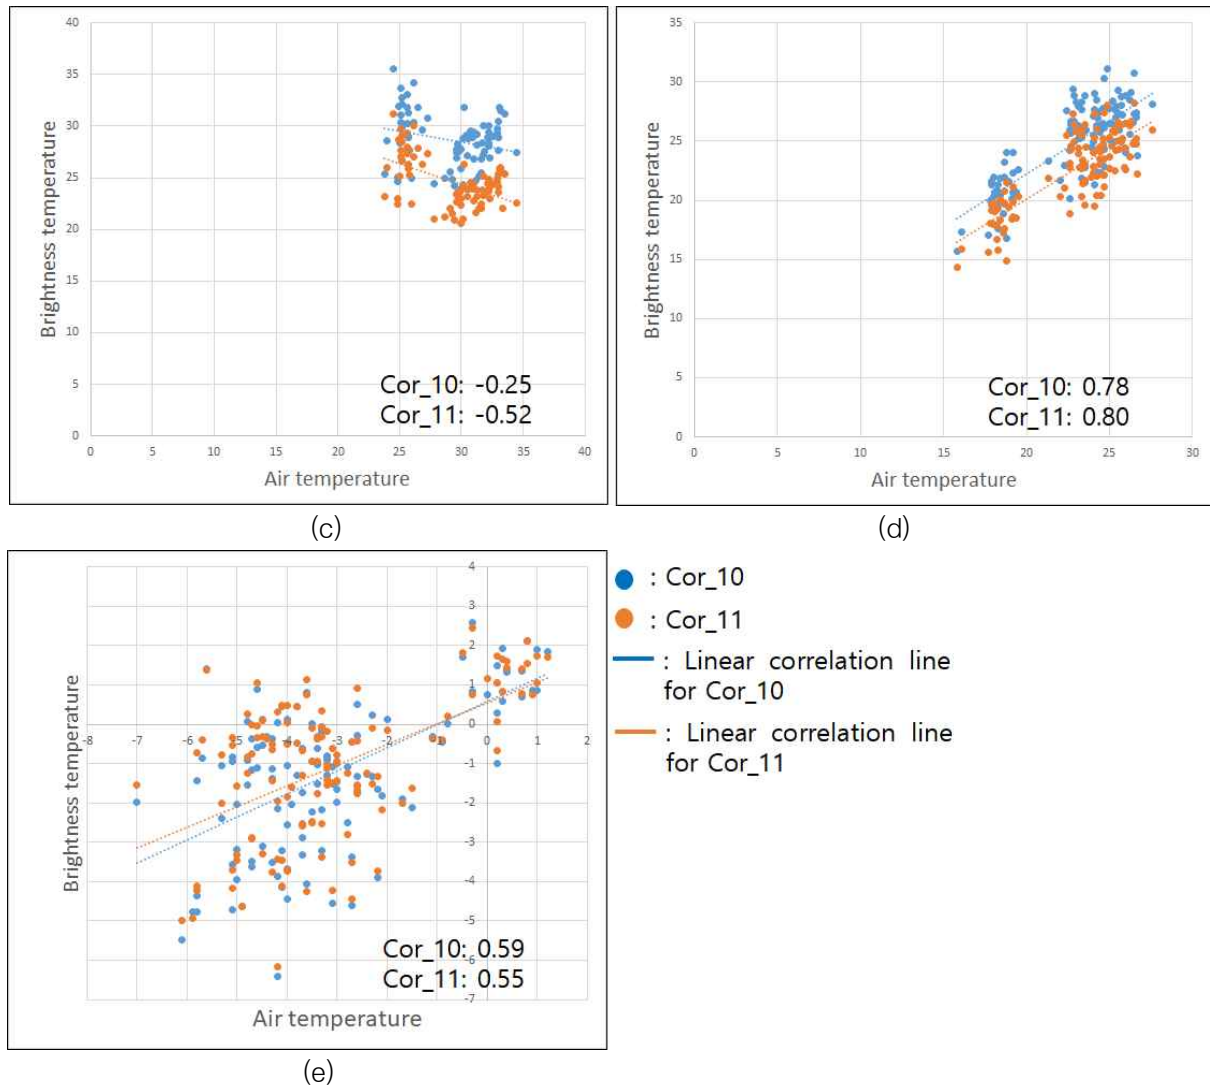 40
35
30
25
20
15
10
5
0
0 5 10 15 20 25 30 35 40
Brightness temperature
Air temperature
Cor_10: -0.25
Cor_11: -0.52
(c)
35
30
25
20
15
10
5
0
0 5 10 15 20 25 30
Brightness temperature
Air temperature
Cor_10: 0.78
Cor_11: 0.80
(d)
4
3
2
1
0
-8 -7 -6 -5 -4 -3 -2 -1 0 1 2
-1
-2
-3
-4
-5
-6
-7
Brightness temperature
Air temperature
Cor_10: 0.59
Cor_11: 0.55
(e)
: Cor_10
: Cor_11
: Linear correlation line
for Cor_10
: Linear correlation line
for Cor_11